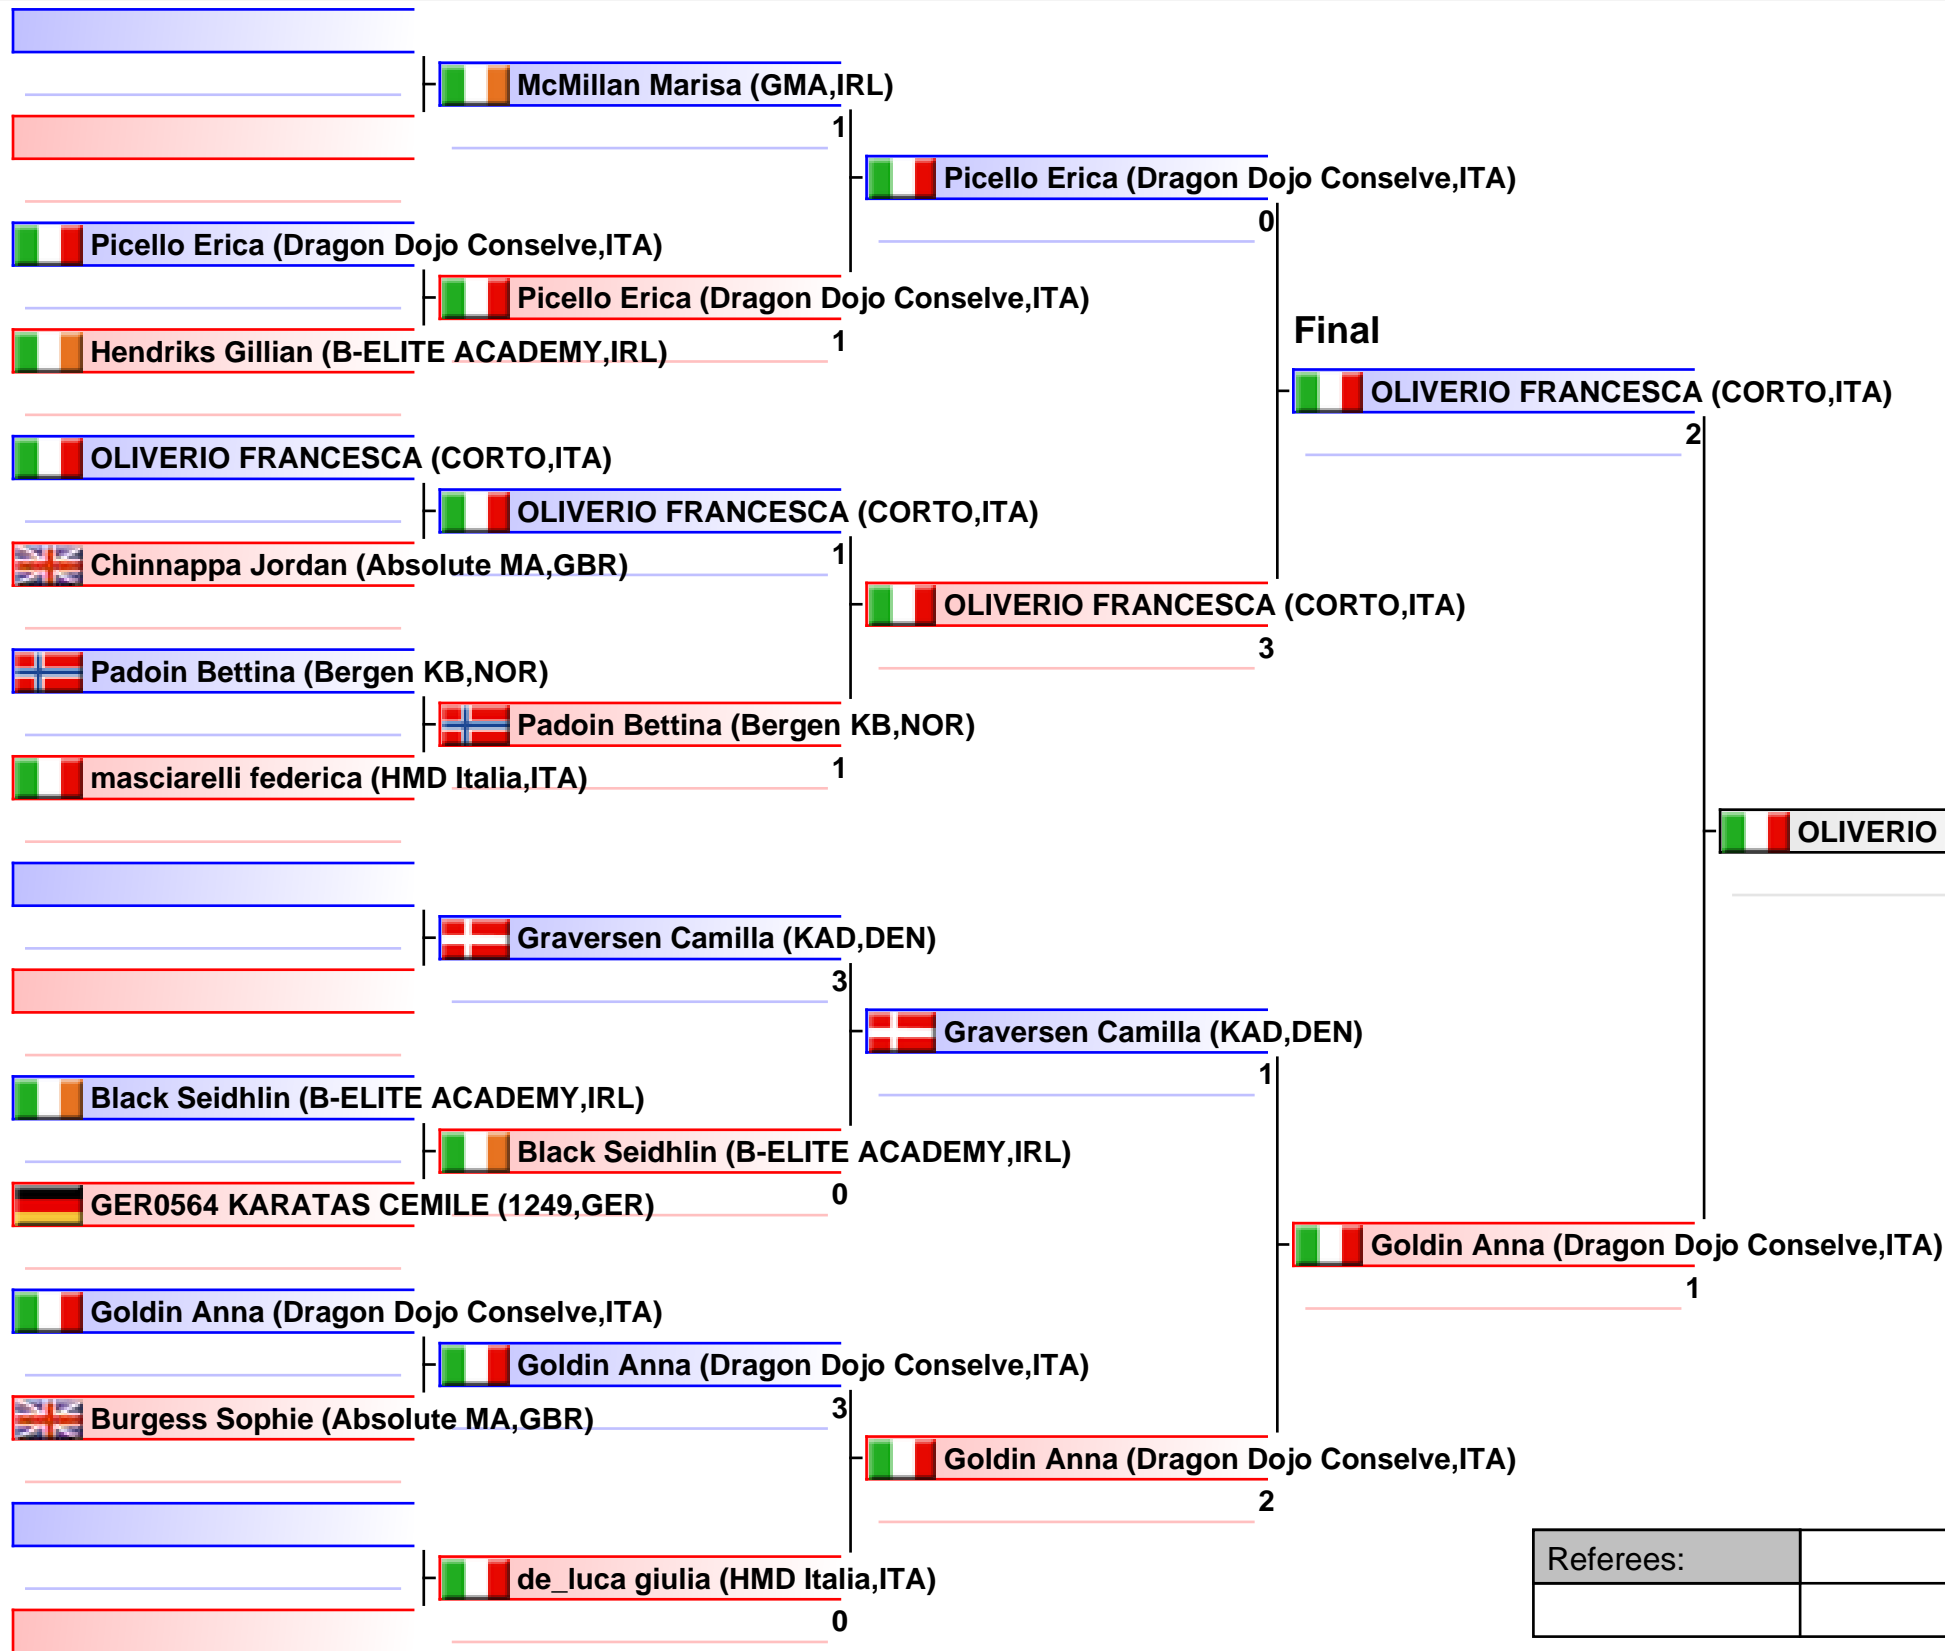 McMillan Marisa (GMA,IRL)
1
Picello Erica (Dragon Dojo Conselve,ITA)
0
Picello Erica (Dragon Dojo Conselve,ITA)
Picello Erica (Dragon Dojo Conselve,ITA)
1
Hendriks Gillian (B-ELITE ACADEMY,IRL)
Final
OLIVERIO FRANCESCA (CORTO,ITA)
2
OLIVERIO FRANCESCA (CORTO,ITA)
OLIVERIO FRANCESCA (CORTO,ITA)
1
Chinnappa Jordan (Absolute MA,GBR)
OLIVERIO FRANCESCA (CORTO,ITA)
3
Padoin Bettina (Bergen KB,NOR)
Padoin Bettina (Bergen KB,NOR)
1
masciarelli federica (HMD Italia,ITA)
OLIVERIO
Graversen Camilla (KAD,DEN)
3
Graversen Camilla (KAD,DEN)
1
Black Seidhlin (B-ELITE ACADEMY,IRL)
Black Seidhlin (B-ELITE ACADEMY,IRL)
0
GER0564 KARATAS CEMILE (1249,GER)
Goldin Anna (Dragon Dojo Conselve,ITA)
1
Goldin Anna (Dragon Dojo Conselve,ITA)
Goldin Anna (Dragon Dojo Conselve,ITA)
3
Burgess Sophie (Absolute MA,GBR)
Goldin Anna (Dragon Dojo Conselve,ITA)
2
Referees:
de_luca giulia (HMD Italia,ITA)
0